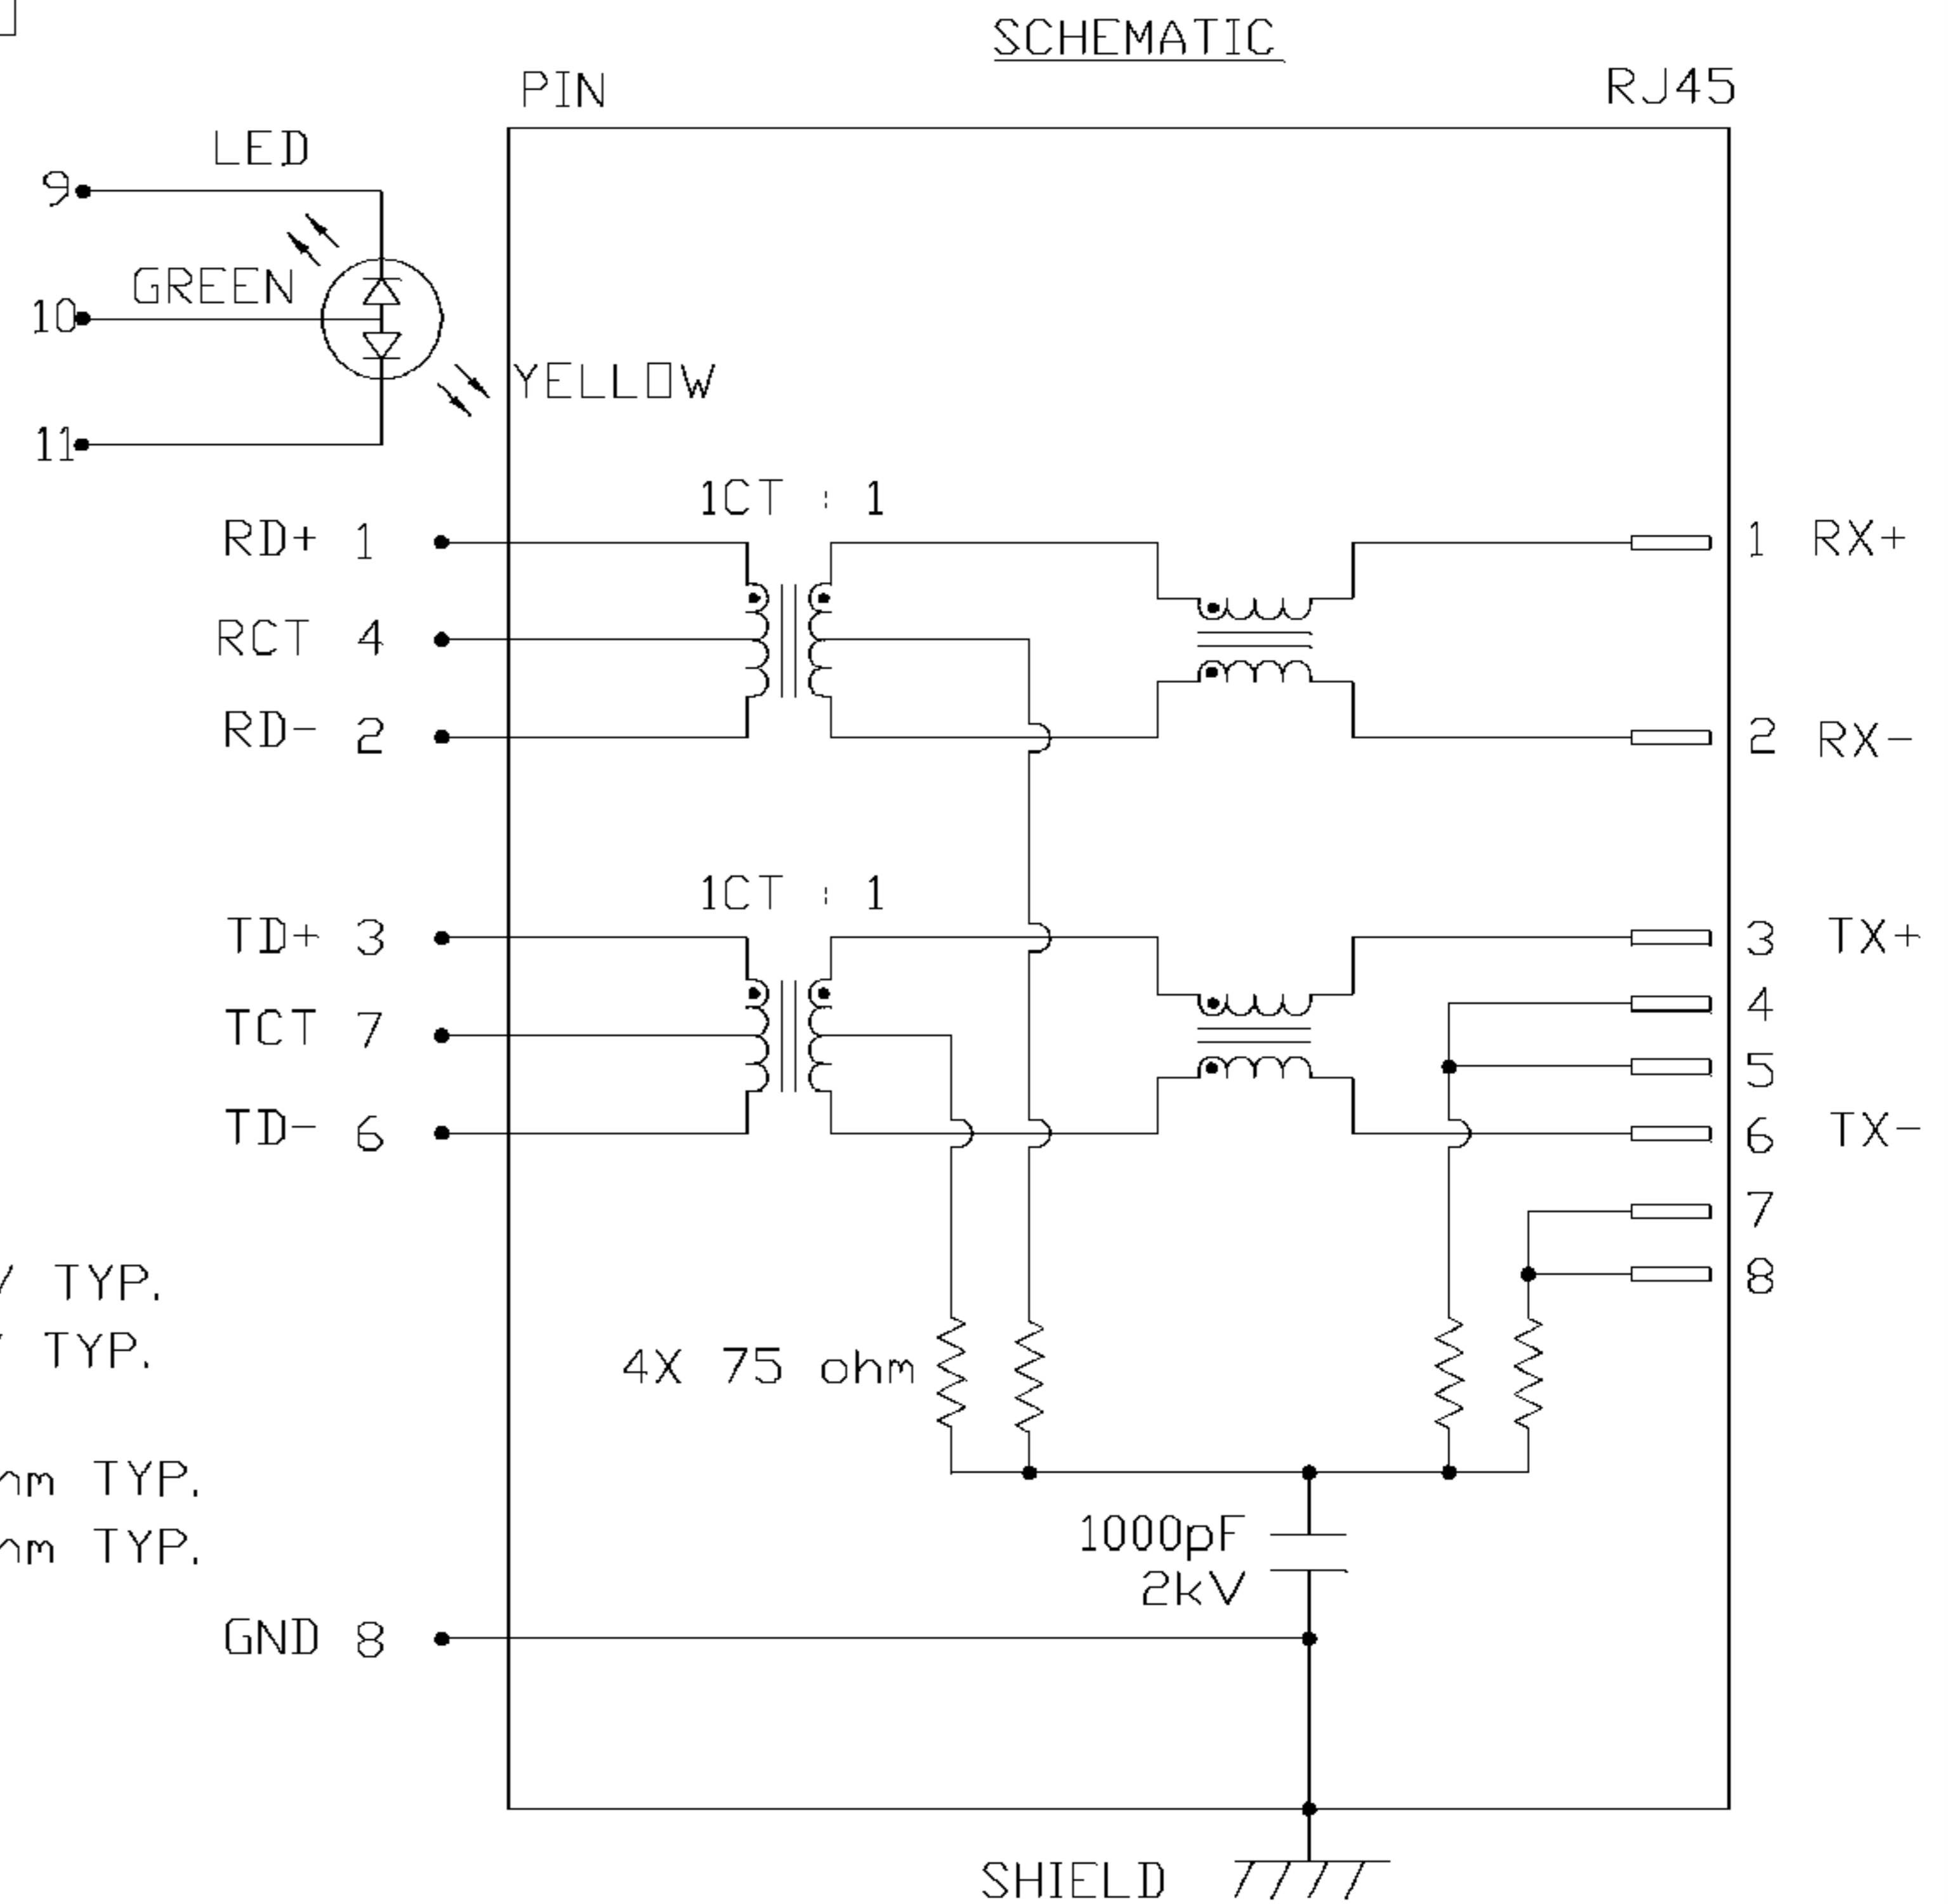 SCHEMATIC
PIN
RJ45
LED
9
GREEN
10
YELLOW
11
1CT : 1
RD+ 1
1 RX+
RCT 4
RD- 2
2 RX-
1CT : 1
TD+ 3
3 TX+
4
TCT 7
5
TD- 6
6 TX-
7
8
TYP.
TYP.
4X 75 ohm
TYP.
TYP.
1000pF
2kV
GND 8
SHIELD